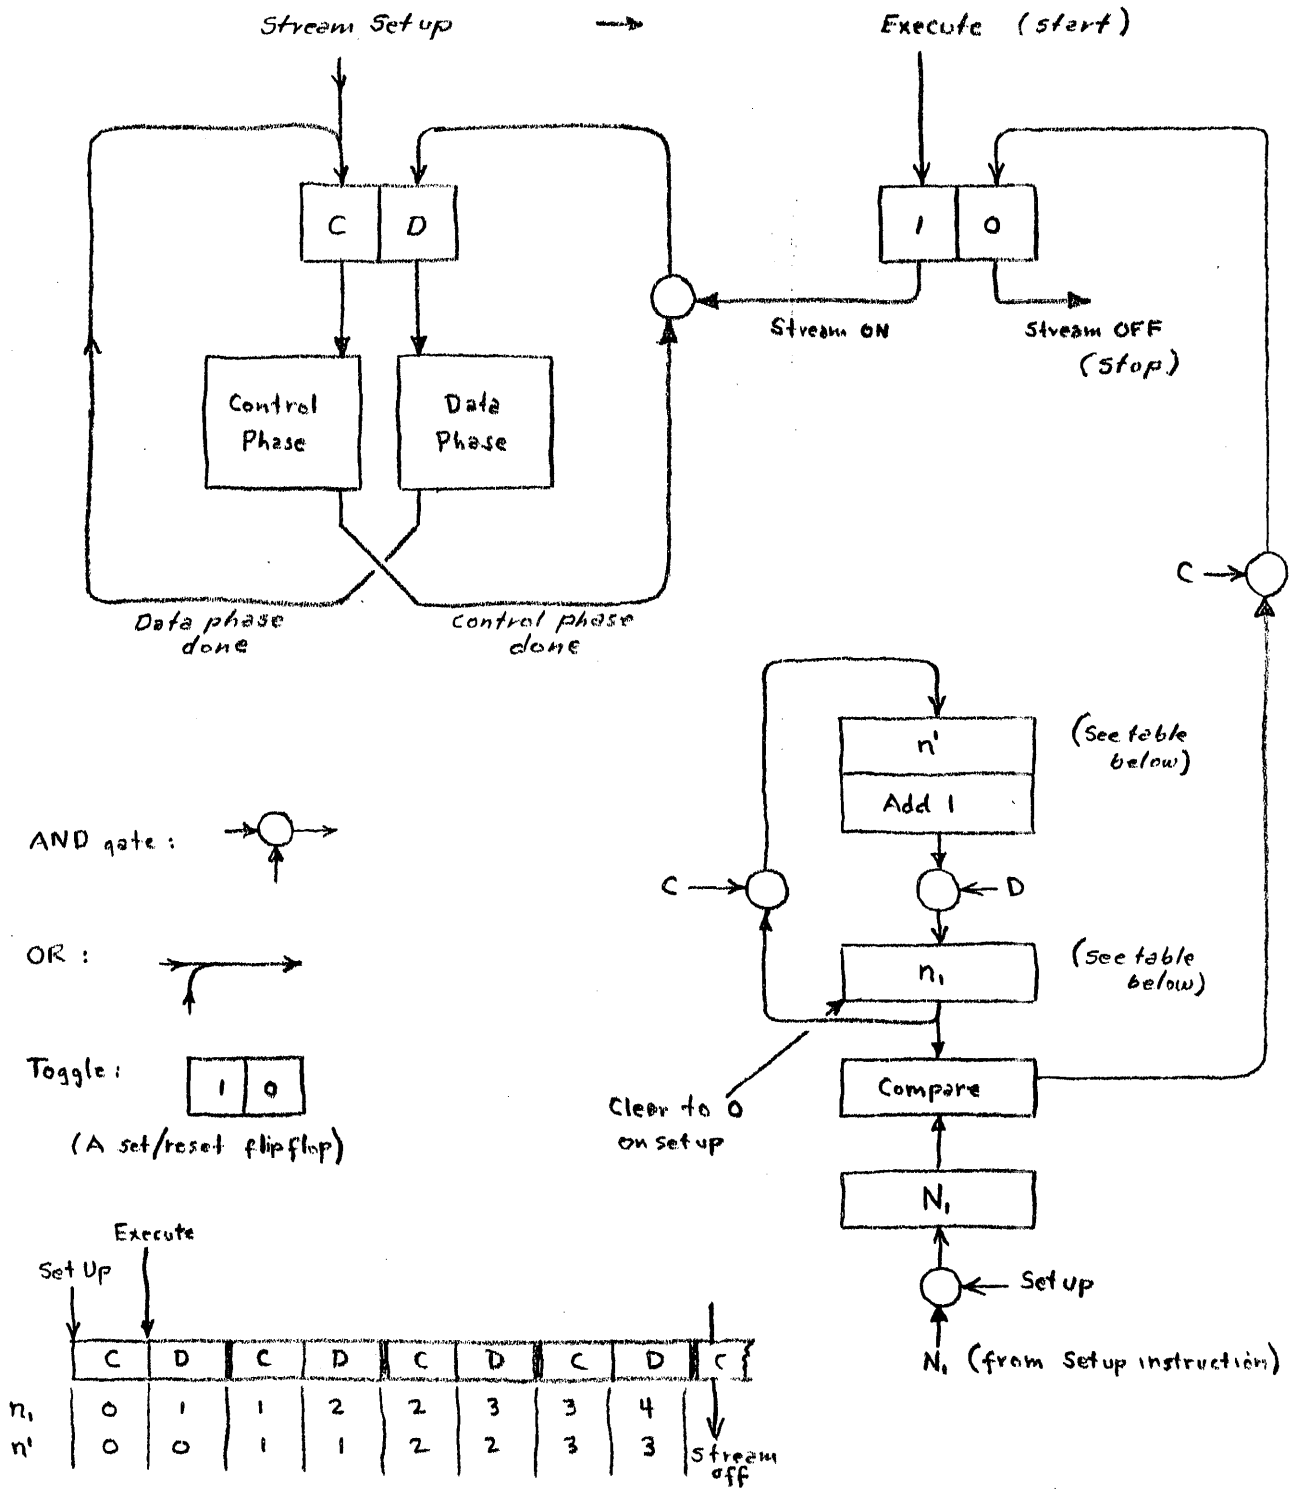 Stream Set up → Execute (start)
C D
1 0
Stream ON
Stream OFF
(Stop)
Control
Phase
Data
Phase
C
Data phase
done
Control phase
done
n'
(See table
below)
Add 1
AND gate :
C
D
OR :
n₁
(See table
below)
Toggle :
1 0
(A set/reset flipflop)
Compare
Clear to 0
on set up
N₁
Execute
Set Up
Set up
N₁ (from Setup instruction)
C D C D C D C D C
n₁ 0 1 1 2 2 3 3 4
n' 0 0 1 1 2 2 3 3
Stream
off